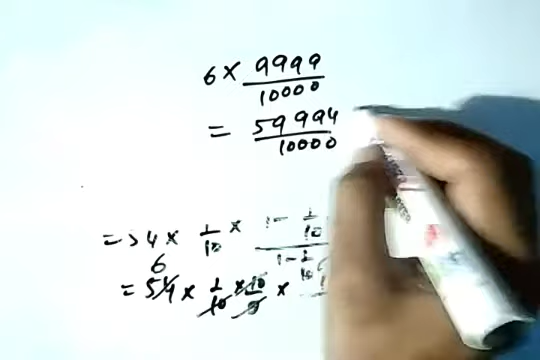 6 × 9999/10000
= 59994/10000
= 54 × 1/10 × 1 - 1/10 / 1 - 1/10
6
= 54 × 1/10 × 10/9 ×